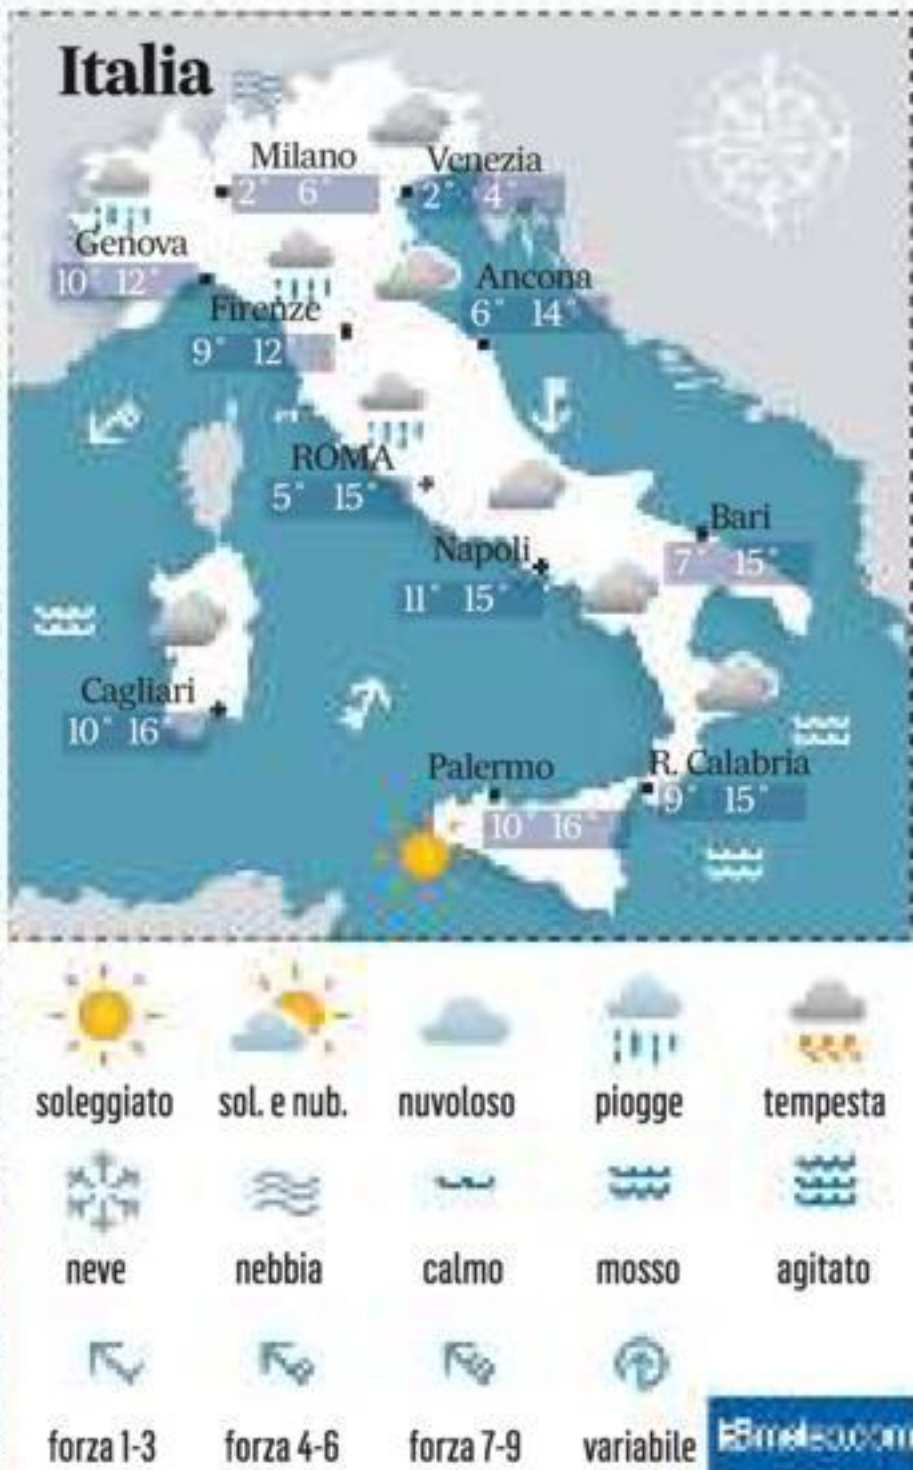 Italia
Milano
2° 6°
Venezia
2° 4°
Genova
10° 12°
Firenze
9° 12
Ancona
6° 14°
ROMA
5° 15°
Napoli
11° 15°
Bari
7° 15°
Cagliari
10° 16°
Palermo
10° 16°
R. Calabria
9° 15°
soleggiato sol. e nub. nuvoloso piogge tempesta
neve nebbia calmo mosso agitato
forza 1-3 forza 4-6 forza 7-9 variabile